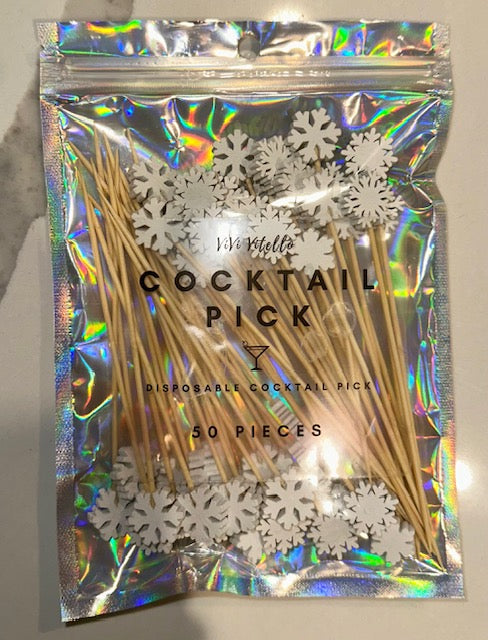 ViVi Vitello
COCKTAIL
PICK
DISPOSABLE COCKTAIL PICK
50 PIECES